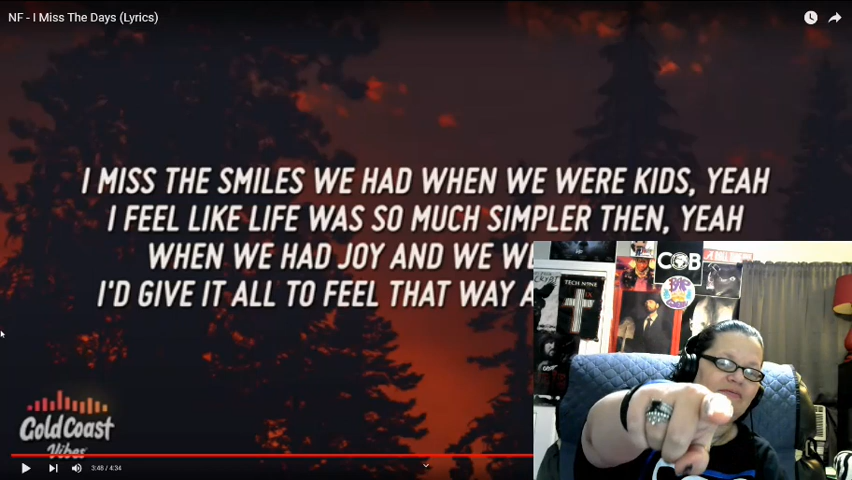 NF - I Miss The Days (Lyrics)
I MISS THE SMILES WE HAD WHEN WE WERE KIDS, YEAH
I FEEL LIKE LIFE WAS SO MUCH SIMPLER THEN, YEAH
WHEN WE HAD JOY AND WE
I'D GIVE IT ALL TO FEEL THAT WAY
COB
TECH N9NE
GoldCoast
Vibes
3:48 / 4:34